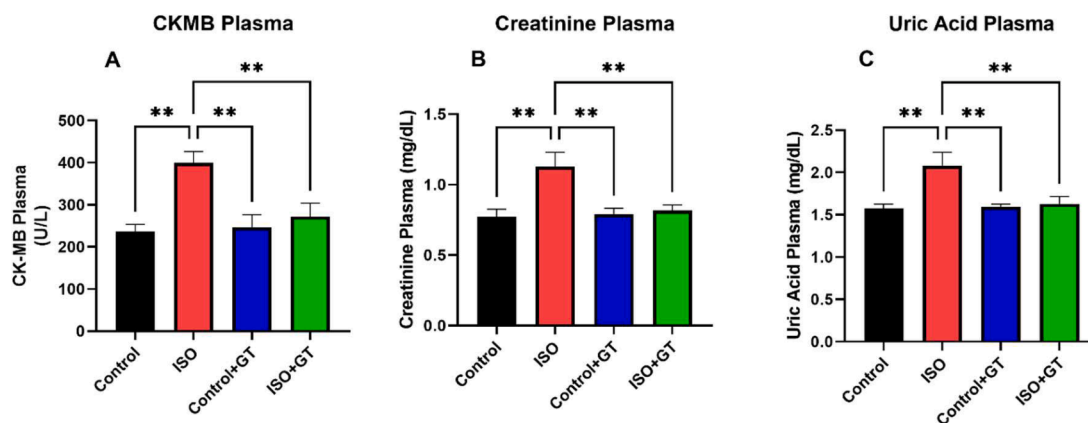 CKMB Plasma
A
**
** **
CK-MB Plasma
(U/L)
500
400
300
200
100
0
Control
ISO
Control+GT
ISO+GT
Creatinine Plasma
B
**
** **
Creatinine Plasma (mg/dL)
1.5
1.0
0.5
0.0
Control
ISO
Control+GT
ISO+GT
Uric Acid Plasma
C
**
** **
Uric Acid Plasma (mg/dL)
2.5
2.0
1.5
1.0
0.5
0.0
Control
ISO
Control+GT
ISO+GT